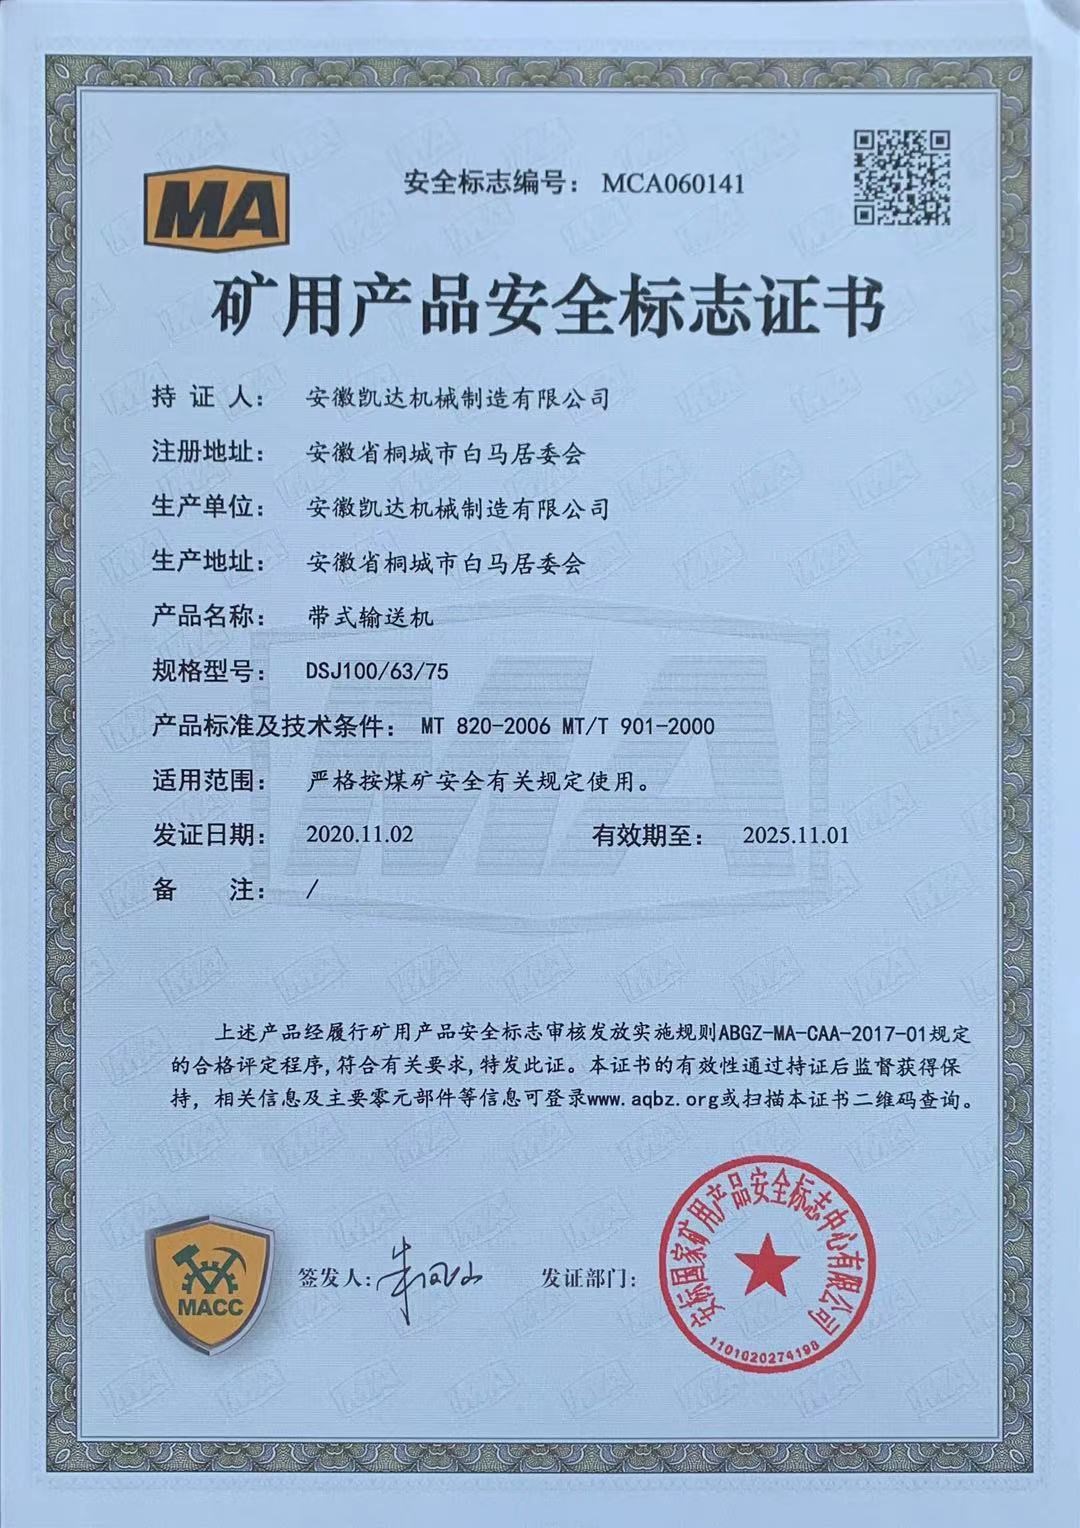 MA
安全标志编号： MCA060141
矿用产品安全标志证书
持 证 人： 安徽凯达机械制造有限公司
注册地址： 安徽省桐城市白马居委会
生产单位： 安徽凯达机械制造有限公司
生产地址： 安徽省桐城市白马居委会
产品名称： 带式输送机
规格型号： DSJ100/63/75
产品标准及技术条件： MT 820-2006 MT/T 901-2000
适用范围： 严格按煤矿安全有关规定使用。
发证日期： 2020.11.02 有效期至： 2025.11.01
备 注： /
上述产品经履行矿用产品安全标志审核发放实施规则ABGZ-MA-CAA-2017-01规定
的合格评定程序,符合有关要求,特发此证。本证书的有效性通过持证后监督获得保
持，相关信息及主要零元部件等信息可登录www.aqbz.org或扫描本证书二维码查询。
MACC
签发人： 发证部门：
安标国家矿用产品安全标志中心有限公司
1101020274198